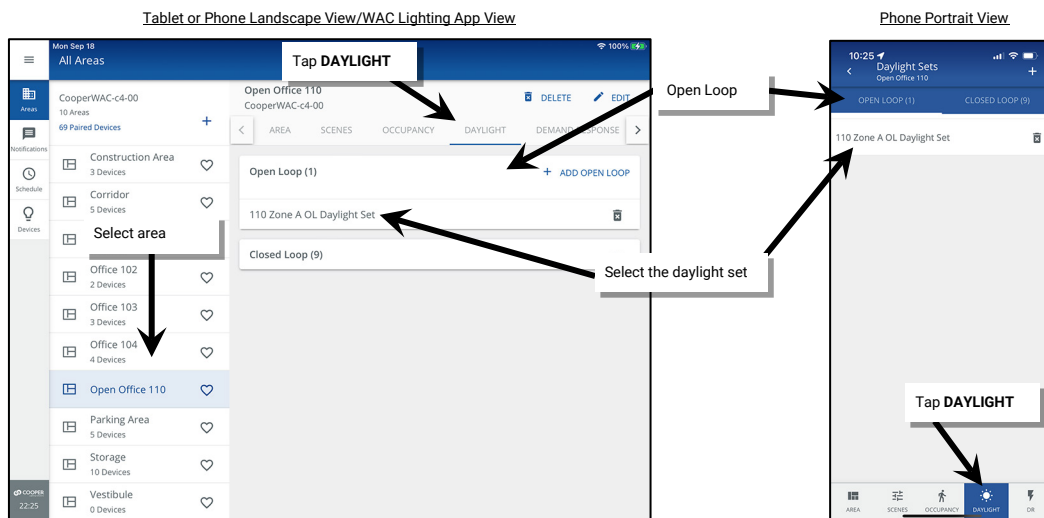 Tablet or Phone Landscape View/WAC Lighting App View
Phone Portrait View
Mon Sep 18
100%
All Areas
Tap DAYLIGHT
Areas
Notifications
Schedule
Devices
COOPER
22:25
CooperWAC-c4-00
10 Areas
69 Paired Devices
+
Construction Area
3 Devices
Corridor
5 Devices
Select area
Office 102
2 Devices
Office 103
3 Devices
Office 104
4 Devices
Open Office 110
Parking Area
5 Devices
Storage
10 Devices
Vestibule
0 Devices
Open Office 110
CooperWAC-c4-00
DELETE
EDIT
AREA SCENES OCCUPANCY DAYLIGHT DEMAND RESPONSE
Open Loop (1)
+ ADD OPEN LOOP
110 Zone A OL Daylight Set
Closed Loop (9)
Open Loop
Select the daylight set
10:25
Daylight Sets
Open Office 110
+
OPEN LOOP (1) CLOSED LOOP (9)
110 Zone A OL Daylight Set
Tap DAYLIGHT
AREA SCENES OCCUPANCY DAYLIGHT DR